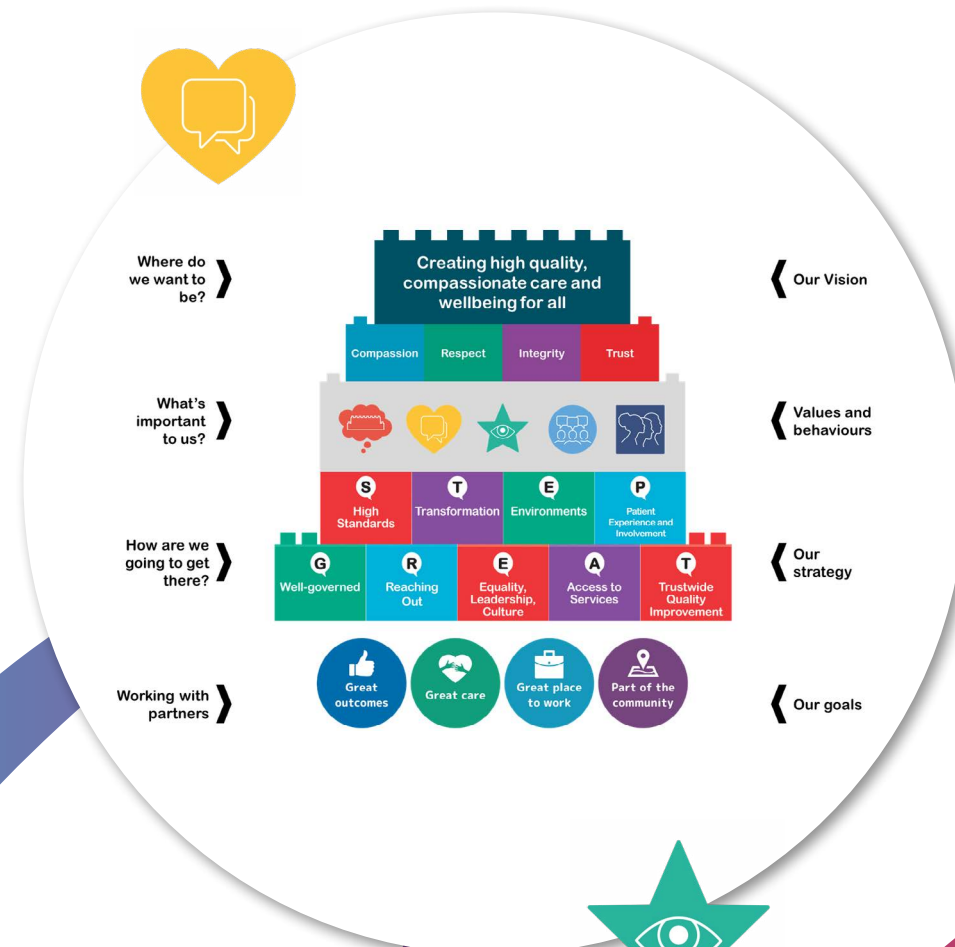 Where do
we want to
be?
Creating high quality,
compassionate care and
wellbeing for all
Our Vision
Compassion
Respect
Integrity
Trust
What's
important
to us?
Values and
behaviours
S
High
Standards
T
Transformation
E
Environments
P
Patient
Experience and
Involvement
How are we
going to get
there?
G
Well-governed
R
Reaching
Out
E
Equality,
Leadership,
Culture
A
Access to
Services
T
Trustwide
Quality
Improvement
Our
strategy
Working with
partners
Great
outcomes
Great care
Great place
to work
Part of the
community
Our goals